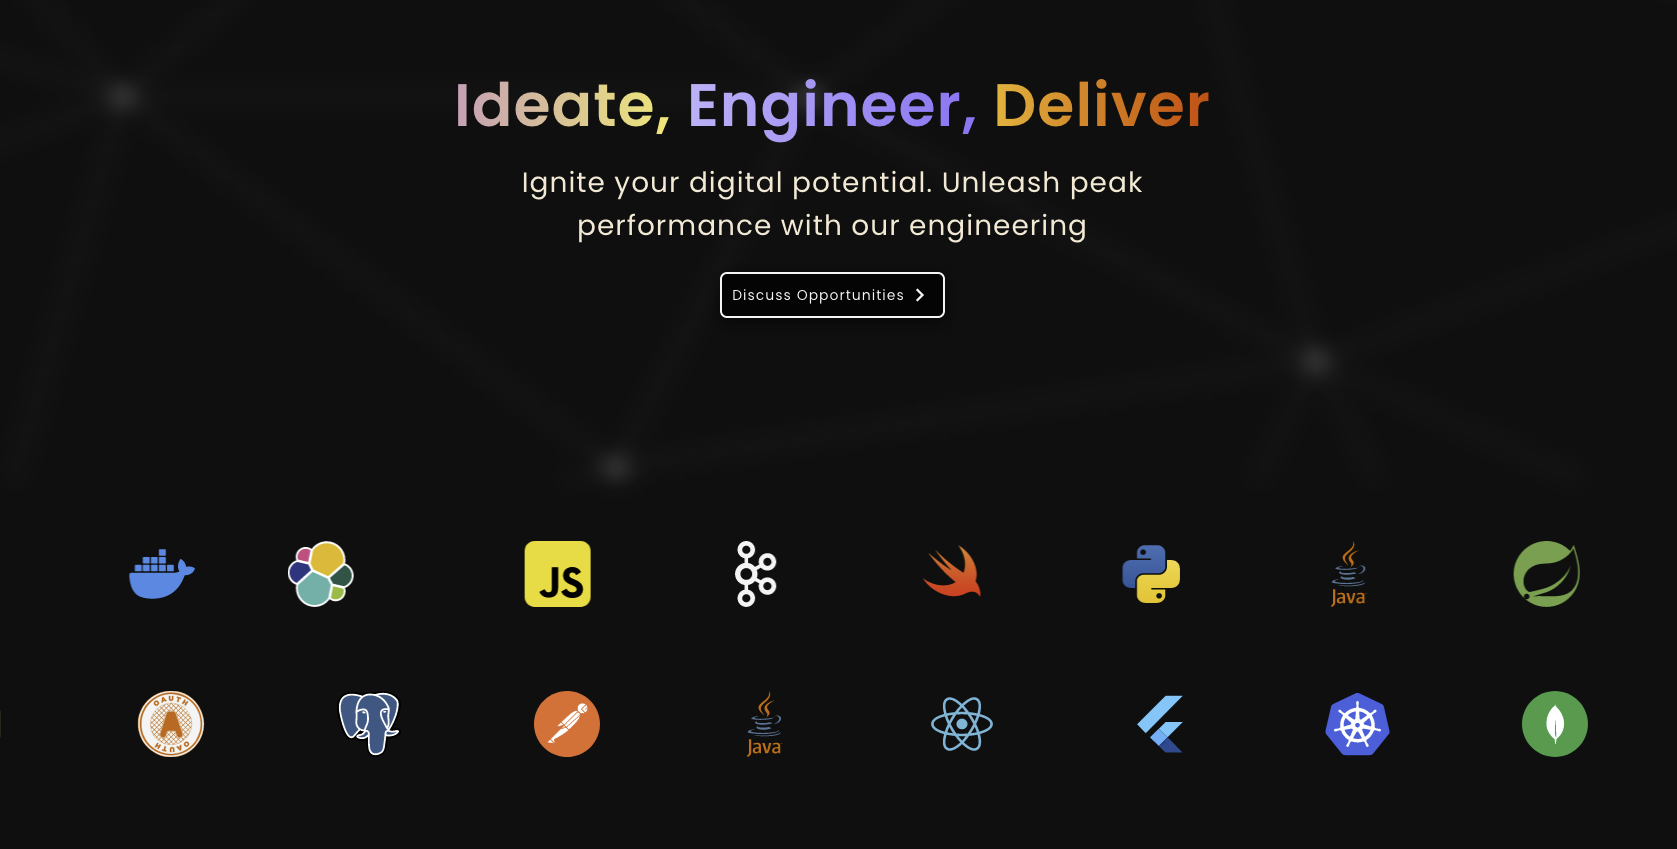 Ideate, Engineer, Deliver
Ignite your digital potential. Unleash peak
performance with our engineering
Discuss Opportunities
JS
Java
OAUTH
A
OAUTH
Java